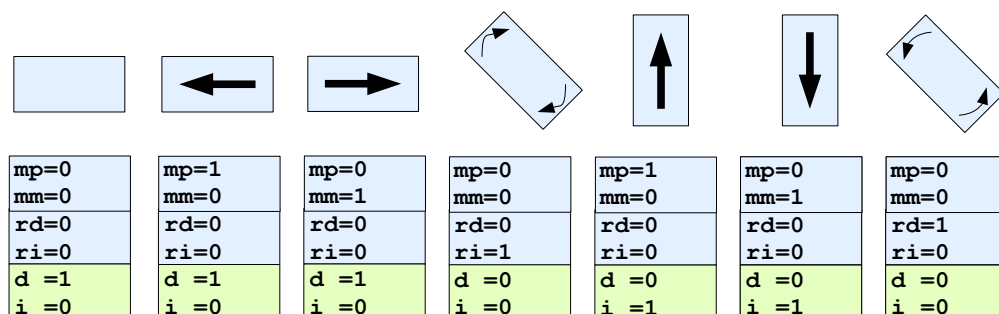 mp=0 mp=1 mp=0 mp=0 mp=1 mp=0 mp=0
mm=0 mm=0 mm=1 mm=0 mm=0 mm=1 mm=0
rd=0 rd=0 rd=0 rd=0 rd=0 rd=0 rd=1
ri=0 ri=0 ri=0 ri=1 ri=0 ri=0 ri=0
d =1 d =1 d =1 d =0 d =0 d =0 d =0
i =0 i =0 i =0 i =0 i =1 i =1 i =0